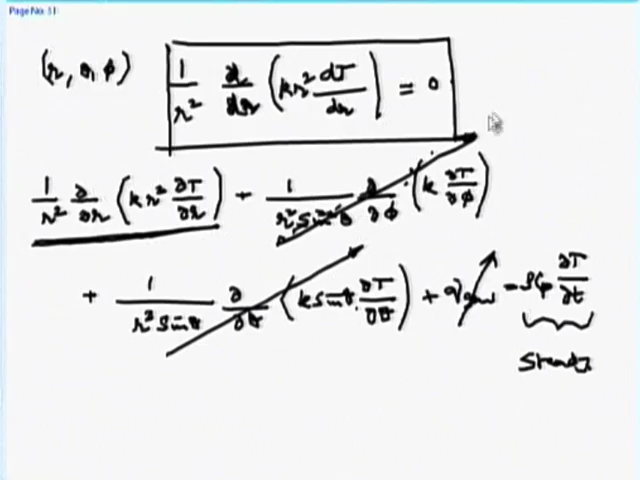 Page No. 51
(r, θ, φ) 1/r² d/dr (kr² dT/dr) = 0
1/r² ∂/∂r (kr² ∂T/∂r) + 1/r² sin²θ ∂/∂φ (k ∂T/∂φ)
+ 1/r² sinθ ∂/∂θ (k sinθ. ∂T/∂θ) + q gen = ρCp ∂T/∂t
steady